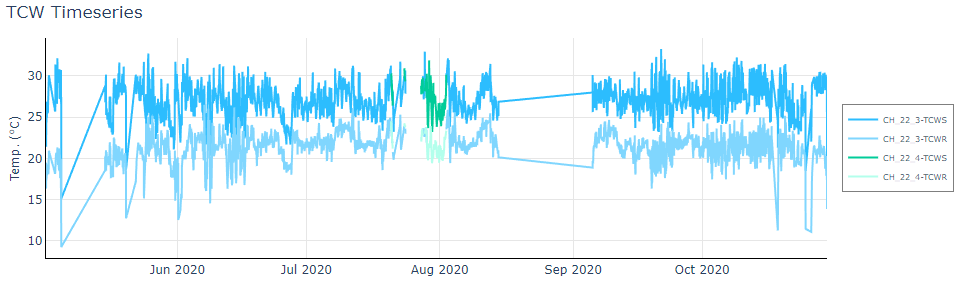 TCW Timeseries
Temp. (°C)
30
25
20
15
10
Jun 2020
Jul 2020
Aug 2020
Sep 2020
Oct 2020
CH_22_3-TCWS
CH_22_3-TCWR
CH_22_4-TCWS
CH_22_4-TCWR